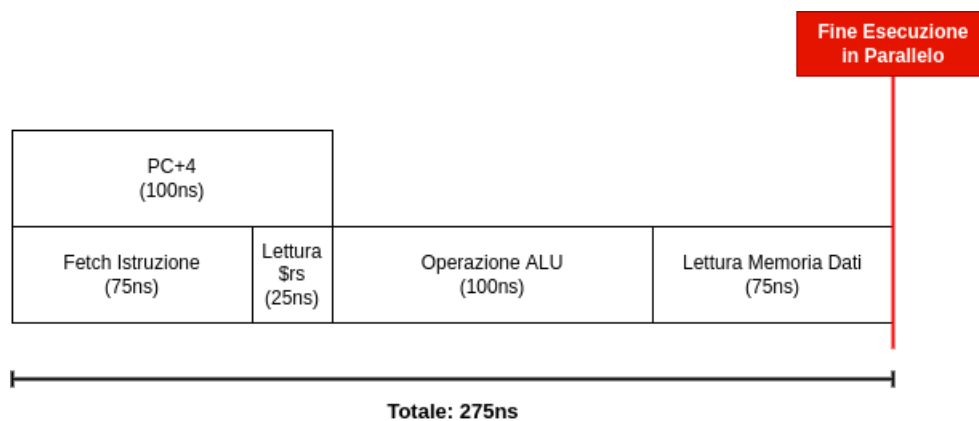 Fine Esecuzione
in Parallelo
PC+4
(100ns)
Fetch Istruzione
(75ns)
Lettura
$rs
(25ns)
Operazione ALU
(100ns)
Lettura Memoria Dati
(75ns)
Totale: 275ns